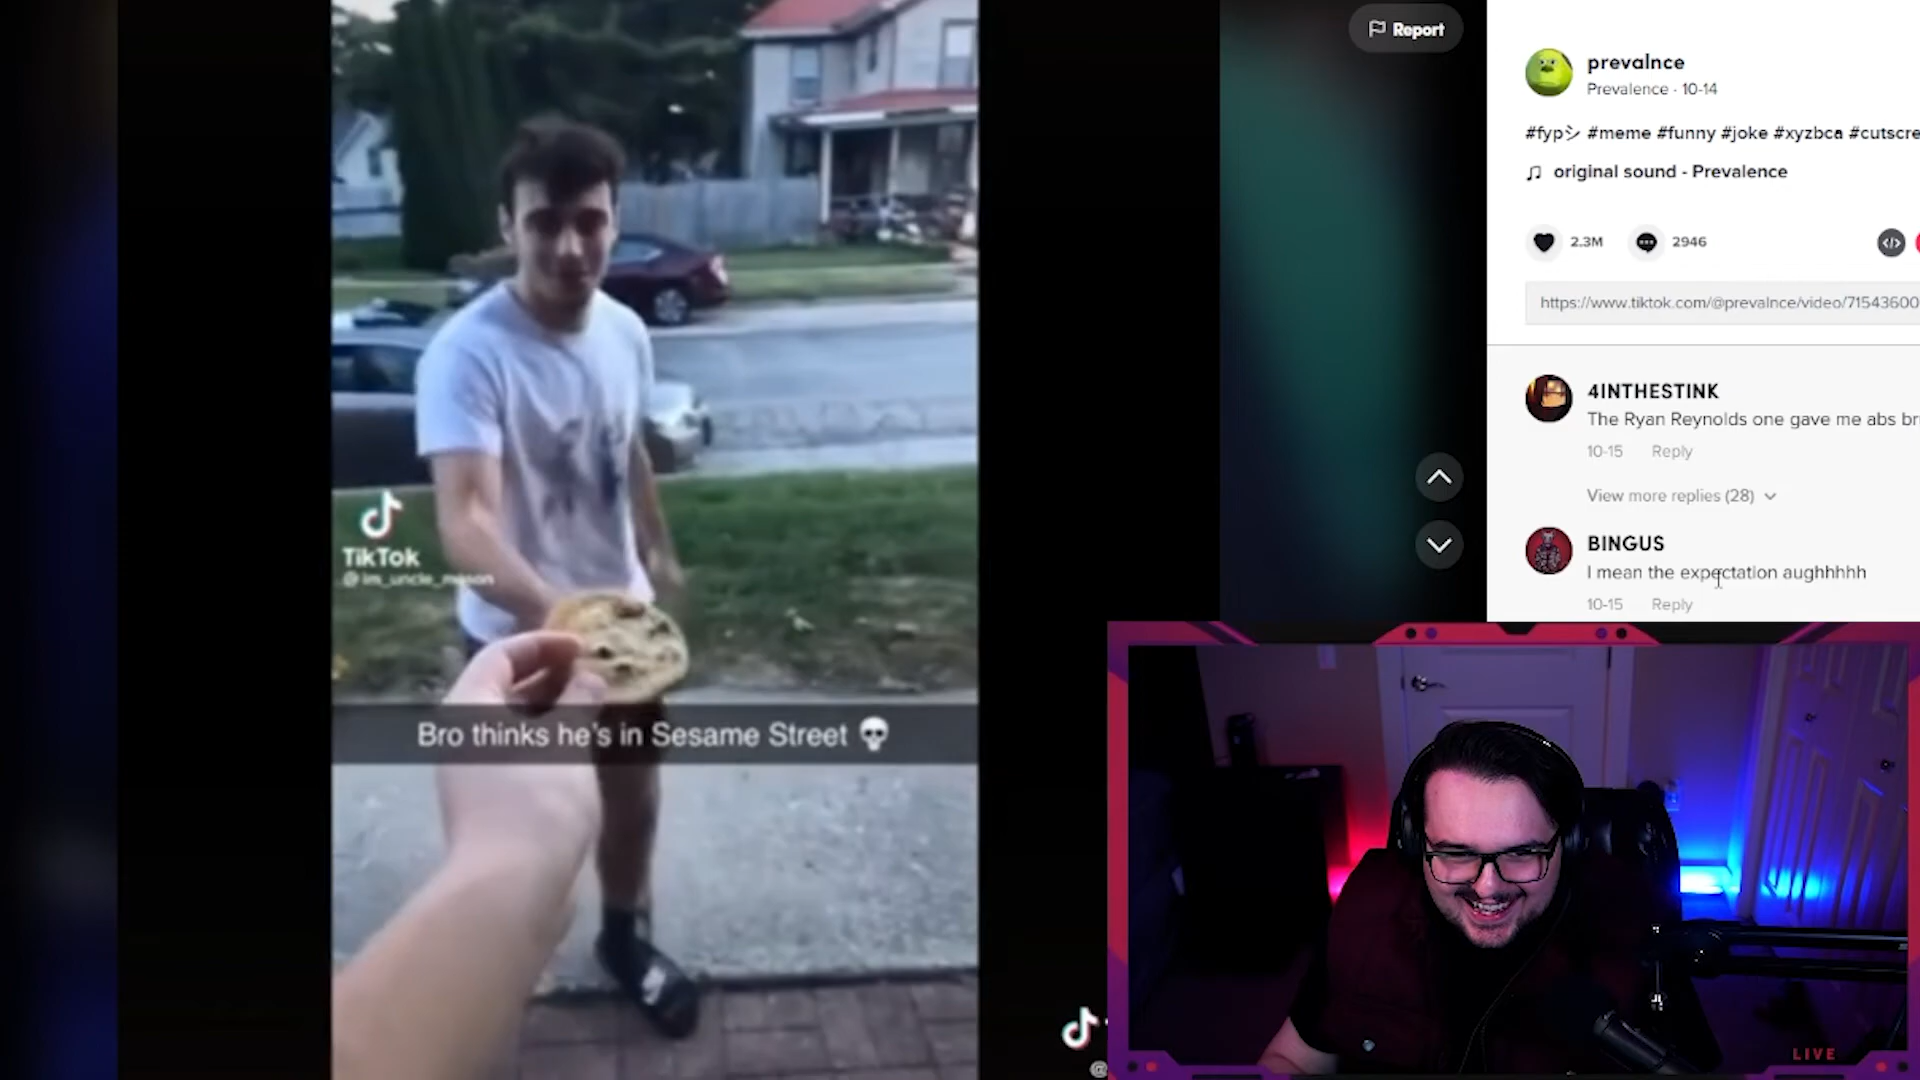 TikTok
Bro thinks he's in Sesame Street 💀
Report
prevalnce
Prevalence · 10-14
#fypシ #meme #funny #joke #xyzbca #cutscre
original sound - Prevalence
2.3M
2946
https://www.tiktok.com/@prevalnce/video/71543600
4INTHESTINK
The Ryan Reynolds one gave me abs br
10-15 Reply
View more replies (28)
BINGUS
I mean the expectation aughhhhh
10-15 Reply
LIVE